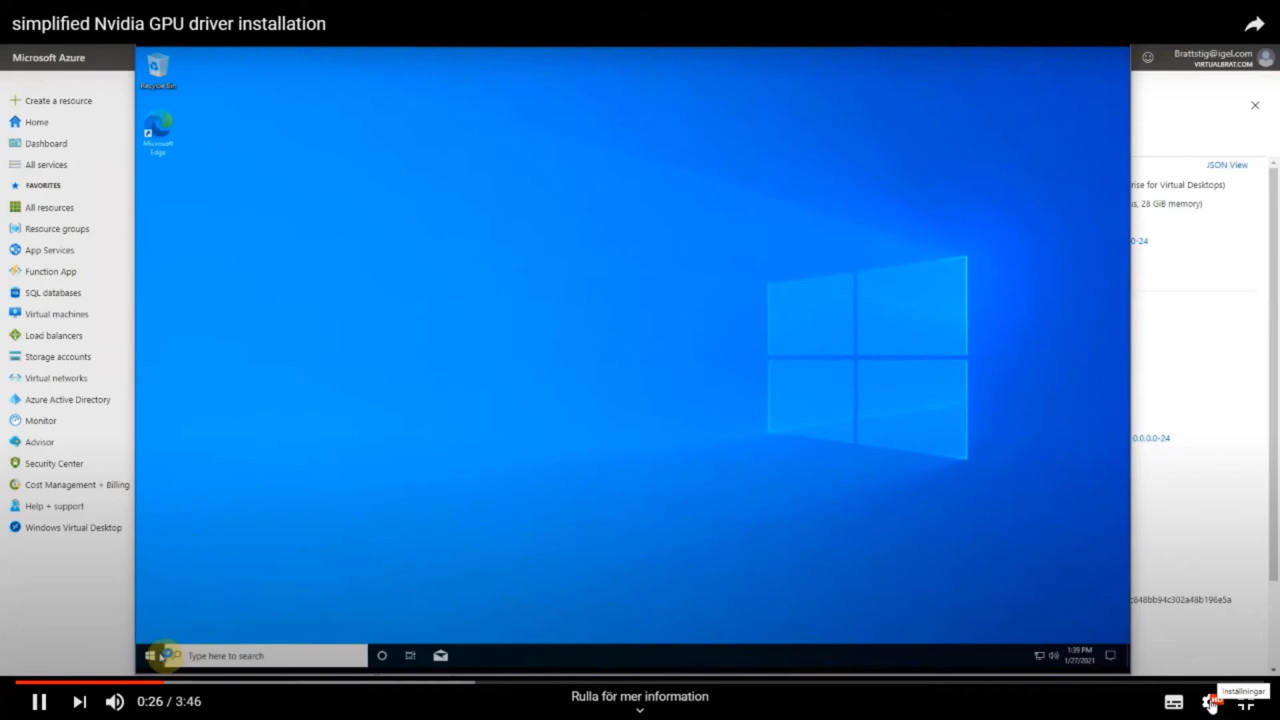 simplified Nvidia GPU driver installation
Microsoft Azure
Create a resource
Home
Dashboard
All services
FAVORITES
All resources
Resource groups
App Services
Function App
SQL databases
Virtual machines
Load balancers
Storage accounts
Virtual networks
Azure Active Directory
Monitor
Advisor
Security Center
Cost Management + Billing
Help + support
Windows Virtual Desktop
Recycle Bin
Microsoft
Edge
Brattstig@igel.com
VIRTUALBRAT.COM
JSON View
rise for Virtual Desktops)
s, 28 GiB memory)
0-24
0.0.0.0-24
c848bb94c302a48b196e5a
Type here to search
1:39 PM
1/27/2021
Inställningar
0:26 / 3:46
Rulla för mer information